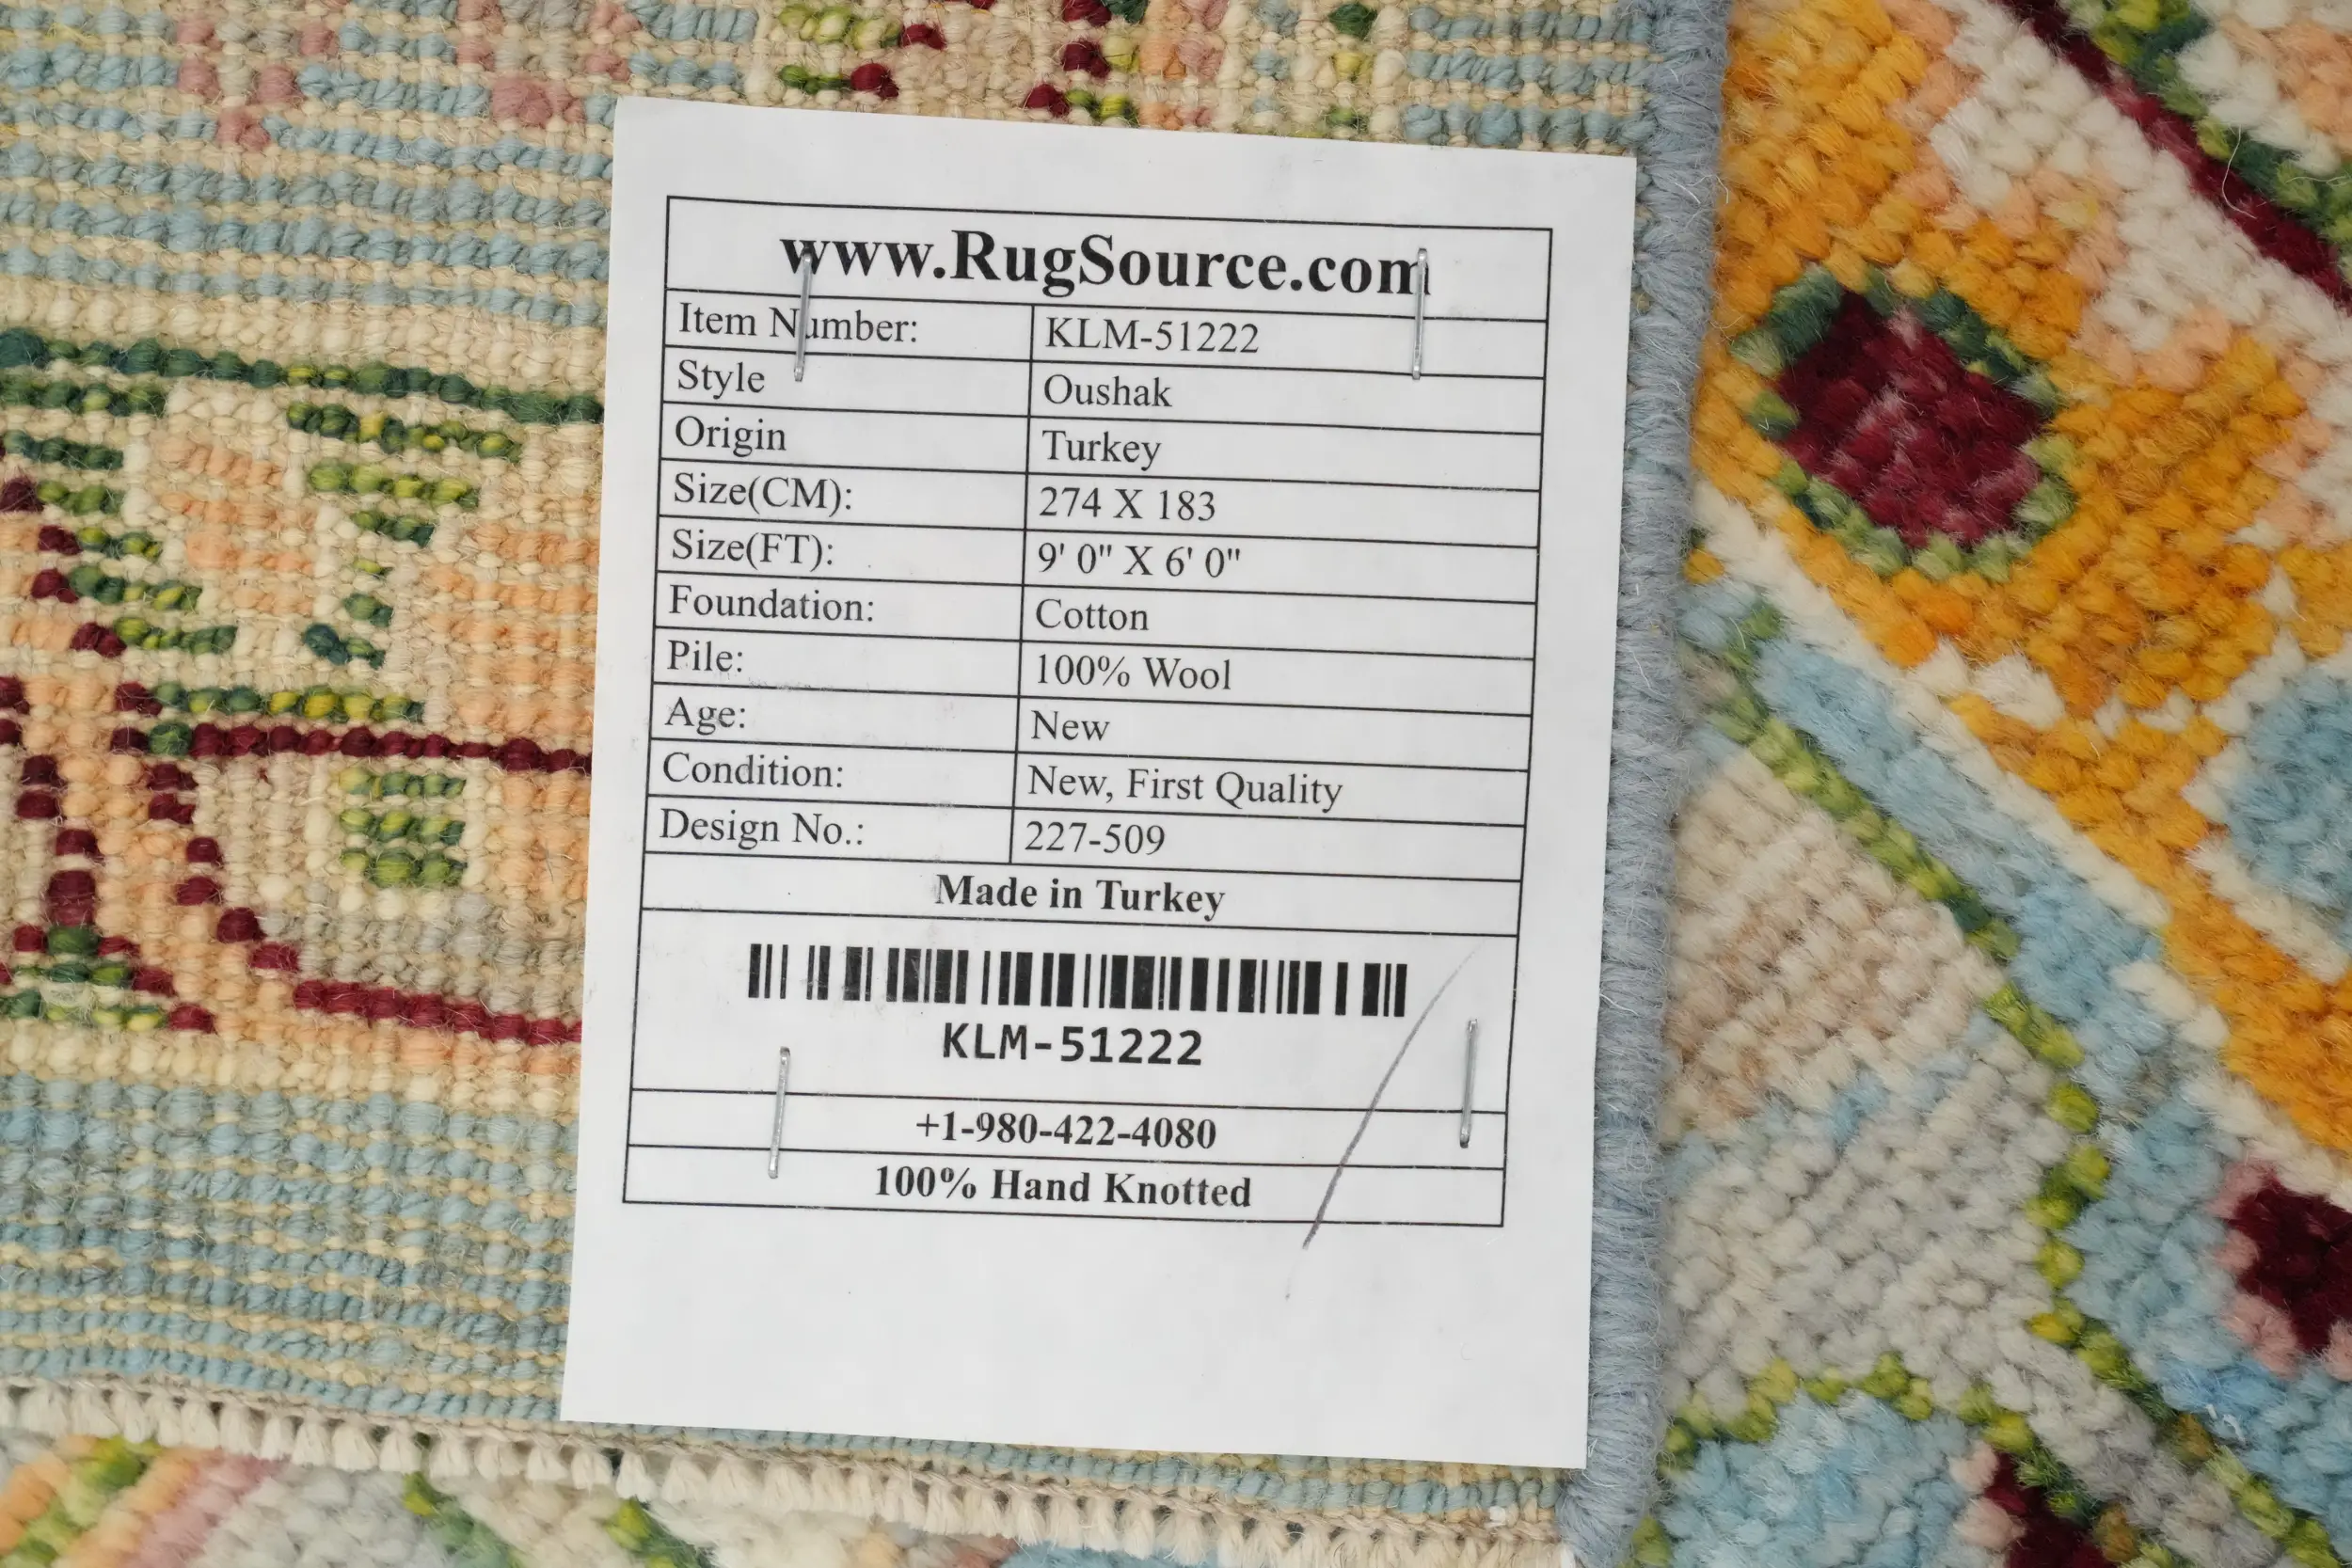 www.RugSource.com
Item Number: KLM-51222
Style Oushak
Origin Turkey
Size(CM): 274 X 183
Size(FT): 9' 0" X 6' 0"
Foundation: Cotton
Pile: 100% Wool
Age: New
Condition: New, First Quality
Design No.: 227-509
Made in Turkey
KLM-51222
+1-980-422-4080
100% Hand Knotted